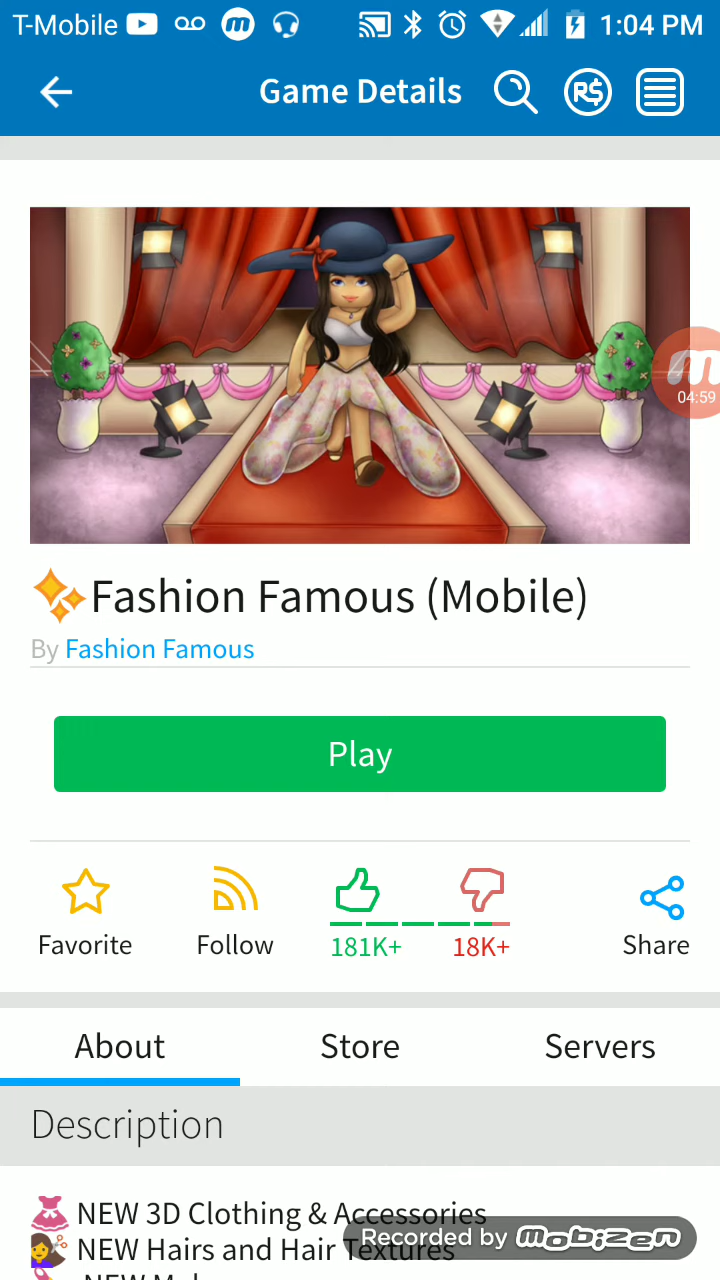 T-Mobile 1:04 PM
Game Details R$
04:59
Fashion Famous (Mobile)
By Fashion Famous
Play
Favorite Follow 181K+ 18K+ Share
About Store Servers
Description
NEW 3D Clothing & Accessories
NEW Hairs and Hair Textures
Recorded by mobizen
NEW